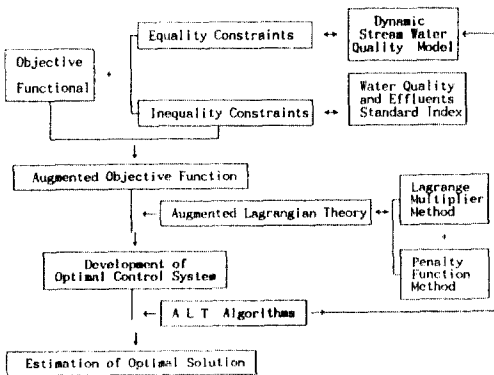 Equality Constraints
Dynamic
Stream Water
Quality Model
Objective
Functional
+
Inequality Constraints
Water Quality
and Effluents
Standard Index
Augmented Objective Function
Augmented Lagrangian Theory
Lagrange
Multiplier
Method
+
Penalty
Function
Method
Development of
Optimal Control System
A L T Algorithms
Estimation of Optimal Solution